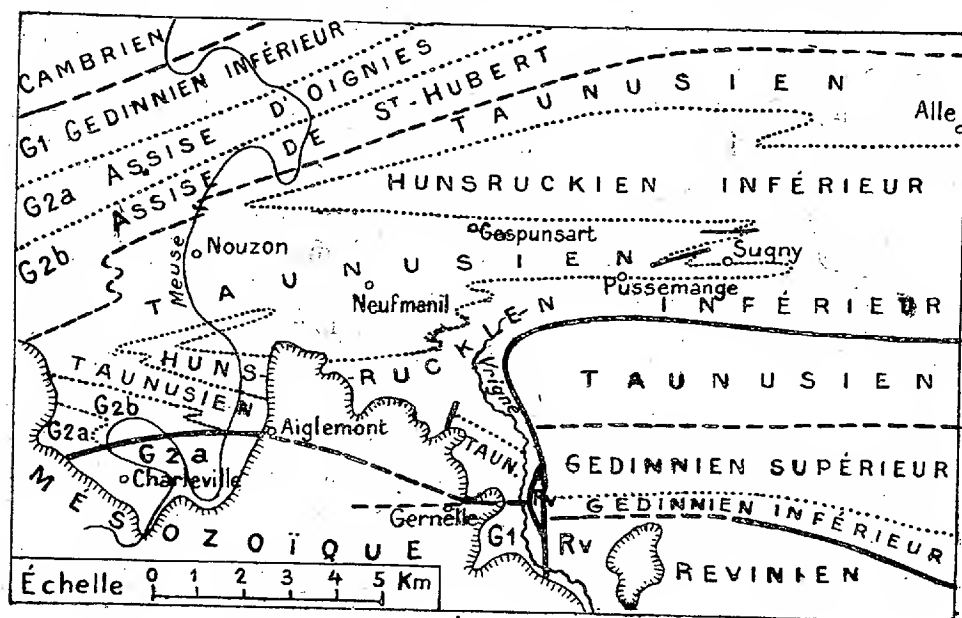 CAMBRIEN
G1 GEDINNIEN INFÉRIEUR
G2a ASSISE D'OIGNIES
G2b ASSISE DE ST-HUBERT
TAUNUSIEN
Alle
HUNSRUCKIEN INFÉRIEUR
Gespunsart
Nouzon
Meuse
TAUNUSIEN
Sugny
Pussemange
Neufmanil
HUNSRUCKIEN INFÉRIEUR
Vrigne
TAUNUSIEN
TAUNUSIEN
G2b
G2a
G2a
Aiglemont
Charleville
TAUN.
GEDINNIEN SUPÉRIEUR
Rv
GEDINNIEN INFÉRIEUR
Gernelle
G1
Rv
REVINIEN
MÉSOZOÏQUE
Échelle 0 1 2 3 4 5 Km